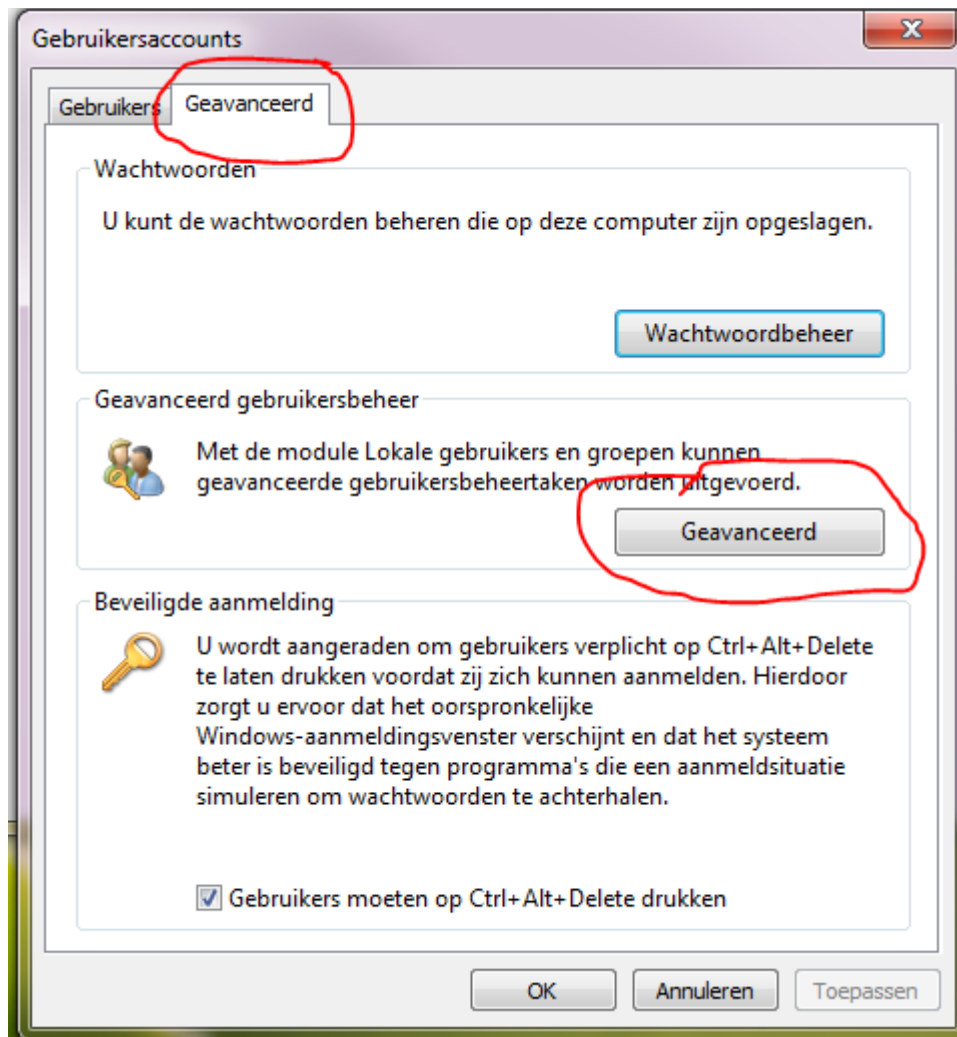 Gebruikersaccounts
Gebruikers Geavanceerd
Wachtwoorden
U kunt de wachtwoorden beheren die op deze computer zijn opgeslagen.
Wachtwoordbeheer
Geavanceerd gebruikersbeheer
Met de module Lokale gebruikers en groepen kunnen
geavanceerde gebruikersbeheertaken worden uitgevoerd.
Geavanceerd
Beveiligde aanmelding
U wordt aangeraden om gebruikers verplicht op Ctrl+Alt+Delete
te laten drukken voordat zij zich kunnen aanmelden. Hierdoor
zorgt u ervoor dat het oorspronkelijke
Windows-aanmeldingsvenster verschijnt en dat het systeem
beter is beveiligd tegen programma's die een aanmeldsituatie
simuleren om wachtwoorden te achterhalen.
Gebruikers moeten op Ctrl+Alt+Delete drukken
OK Annuleren Toepassen